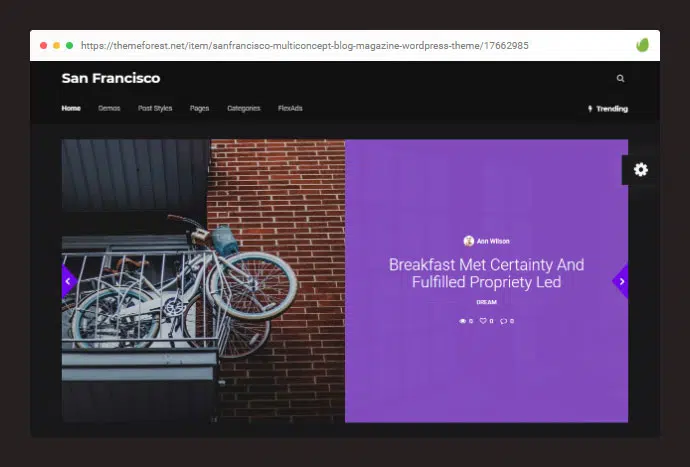 https://themeforest.net/item/sanfrancisco-multiconcept-blog-magazine-wordpress-theme/17662985
San Francisco
Home Demos Post Styles Pages Categories FlexAds Trending
Ann Wilson
Breakfast Met Certainty And
Fulfilled Propriety Led
DREAM
0 0 0